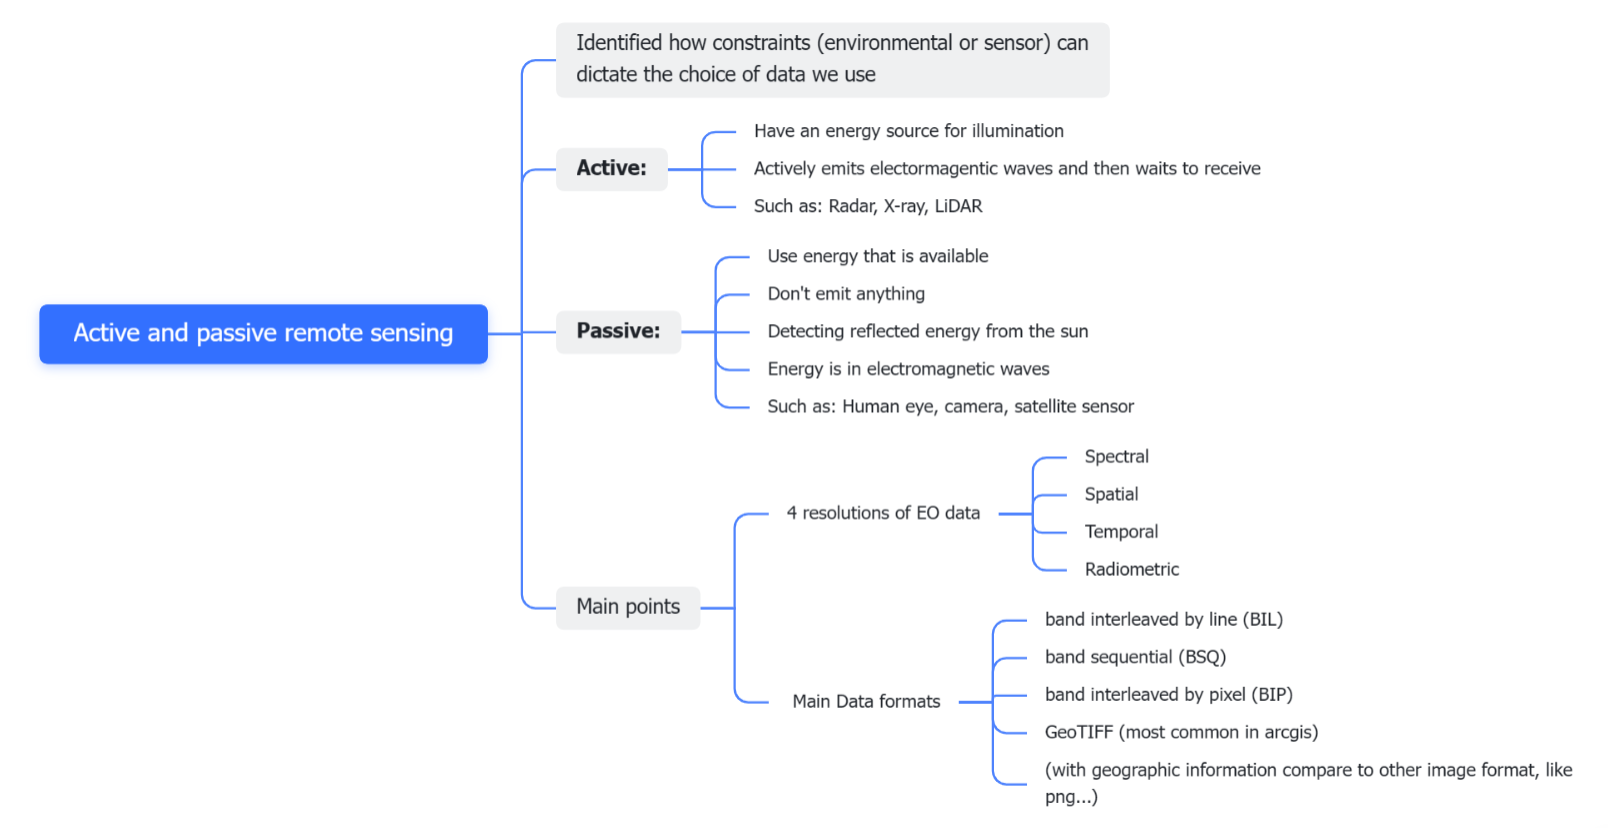 Identified how constraints (environmental or sensor) can
dictate the choice of data we use
Active:
Have an energy source for illumination
Actively emits electormagentic waves and then waits to receive
Such as: Radar, X-ray, LiDAR
Active and passive remote sensing
Passive:
Use energy that is available
Don't emit anything
Detecting reflected energy from the sun
Energy is in electromagnetic waves
Such as: Human eye, camera, satellite sensor
Main points
4 resolutions of EO data
Spectral
Spatial
Temporal
Radiometric
Main Data formats
band interleaved by line (BIL)
band sequential (BSQ)
band interleaved by pixel (BIP)
GeoTIFF (most common in arcgis)
(with geographic information compare to other image format, like
png...)